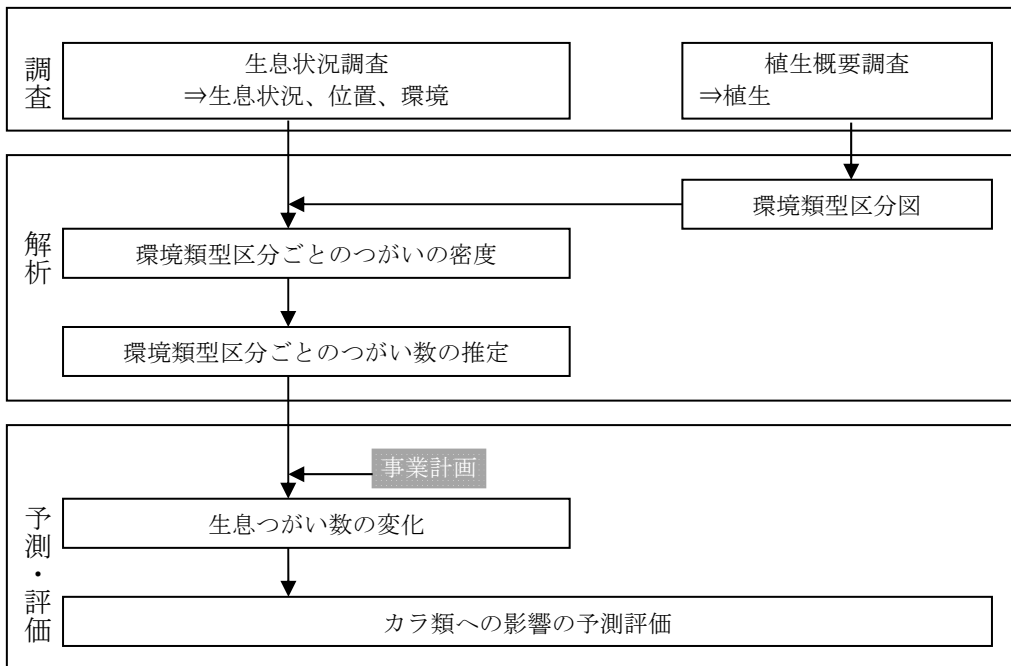 調査
生息状況調査
⇒生息状況、位置、環境
植生概要調査
⇒植生
解析
環境類型区分図
環境類型区分ごとのつがいの密度
環境類型区分ごとのつがい数の推定
予測・評価
事業計画
生息つがい数の変化
カラ類への影響の予測評価